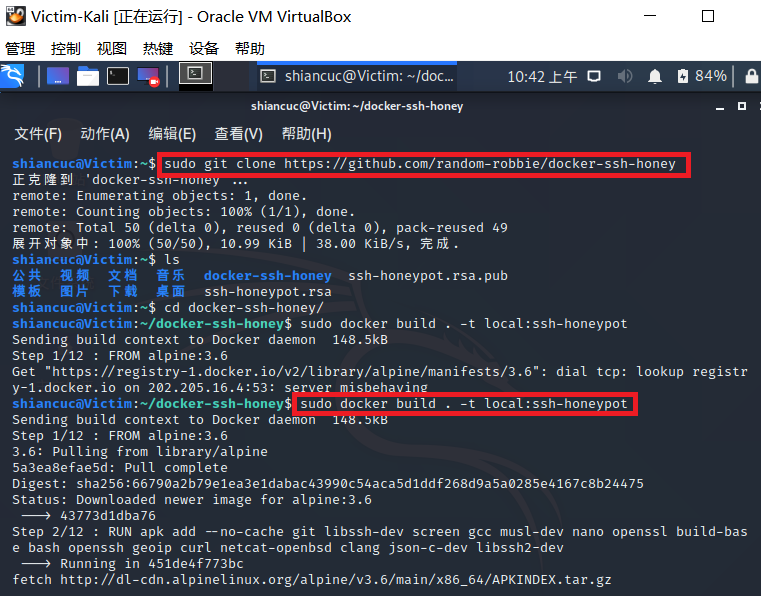 Victim-Kali [正在运行] - Oracle VM VirtualBox
管理 控制 视图 热键 设备 帮助
shiancuc@Victim: ~/doc... 10:42 上午 84%
shiancuc@Victim:~/docker-ssh-honey
文件(F) 动作(A) 编辑(E) 查看(V) 帮助(H)
shiancuc@Victim:~$ sudo git clone https://github.com/random-robbie/docker-ssh-honey
正克隆到 'docker-ssh-honey'...
remote: Enumerating objects: 1, done.
remote: Counting objects: 100% (1/1), done.
remote: Total 50 (delta 0), reused 0 (delta 0), pack-reused 49
展开对象中: 100% (50/50), 10.99 KiB | 38.00 KiB/s, 完成.
shiancuc@Victim:~$ ls
公共 视频 文档 音乐 docker-ssh-honey ssh-honeypot.rsa.pub
模板 图片 下载 桌面 ssh-honeypot.rsa
shiancuc@Victim:~$ cd docker-ssh-honey/
shiancuc@Victim:~/docker-ssh-honey$ sudo docker build . -t local:ssh-honeypot
Sending build context to Docker daemon  148.5kB
Step 1/12 : FROM alpine:3.6
Get "https://registry-1.docker.io/v2/library/alpine/manifests/3.6": dial tcp: lookup registr
y-1.docker.io on 202.205.16.4:53: server misbehaving
shiancuc@Victim:~/docker-ssh-honey$ sudo docker build . -t local:ssh-honeypot
Sending build context to Docker daemon  148.5kB
Step 1/12 : FROM alpine:3.6
3.6: Pulling from library/alpine
5a3ea8efae5d: Pull complete
Digest: sha256:66790a2b79e1ea3e1dabac43990c54aca5d1ddf268d9a5a0285e4167c8b24475
Status: Downloaded newer image for alpine:3.6
 ---> 43773d1dba76
Step 2/12 : RUN apk add --no-cache git libssh-dev screen gcc musl-dev nano openssl build-bas
e bash openssh geoip curl netcat-openbsd clang json-c-dev libssh2-dev
 ---> Running in 451de4f773bc
fetch http://dl-cdn.alpinelinux.org/alpine/v3.6/main/x86_64/APKINDEX.tar.gz